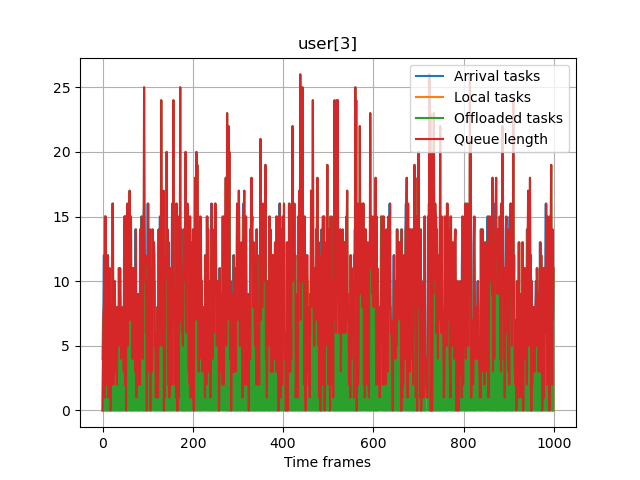 user[3]
25
20
15
10
5
0
Arrival tasks
Local tasks
Offloaded tasks
Queue length
0 200 400 600 800 1000
Time frames